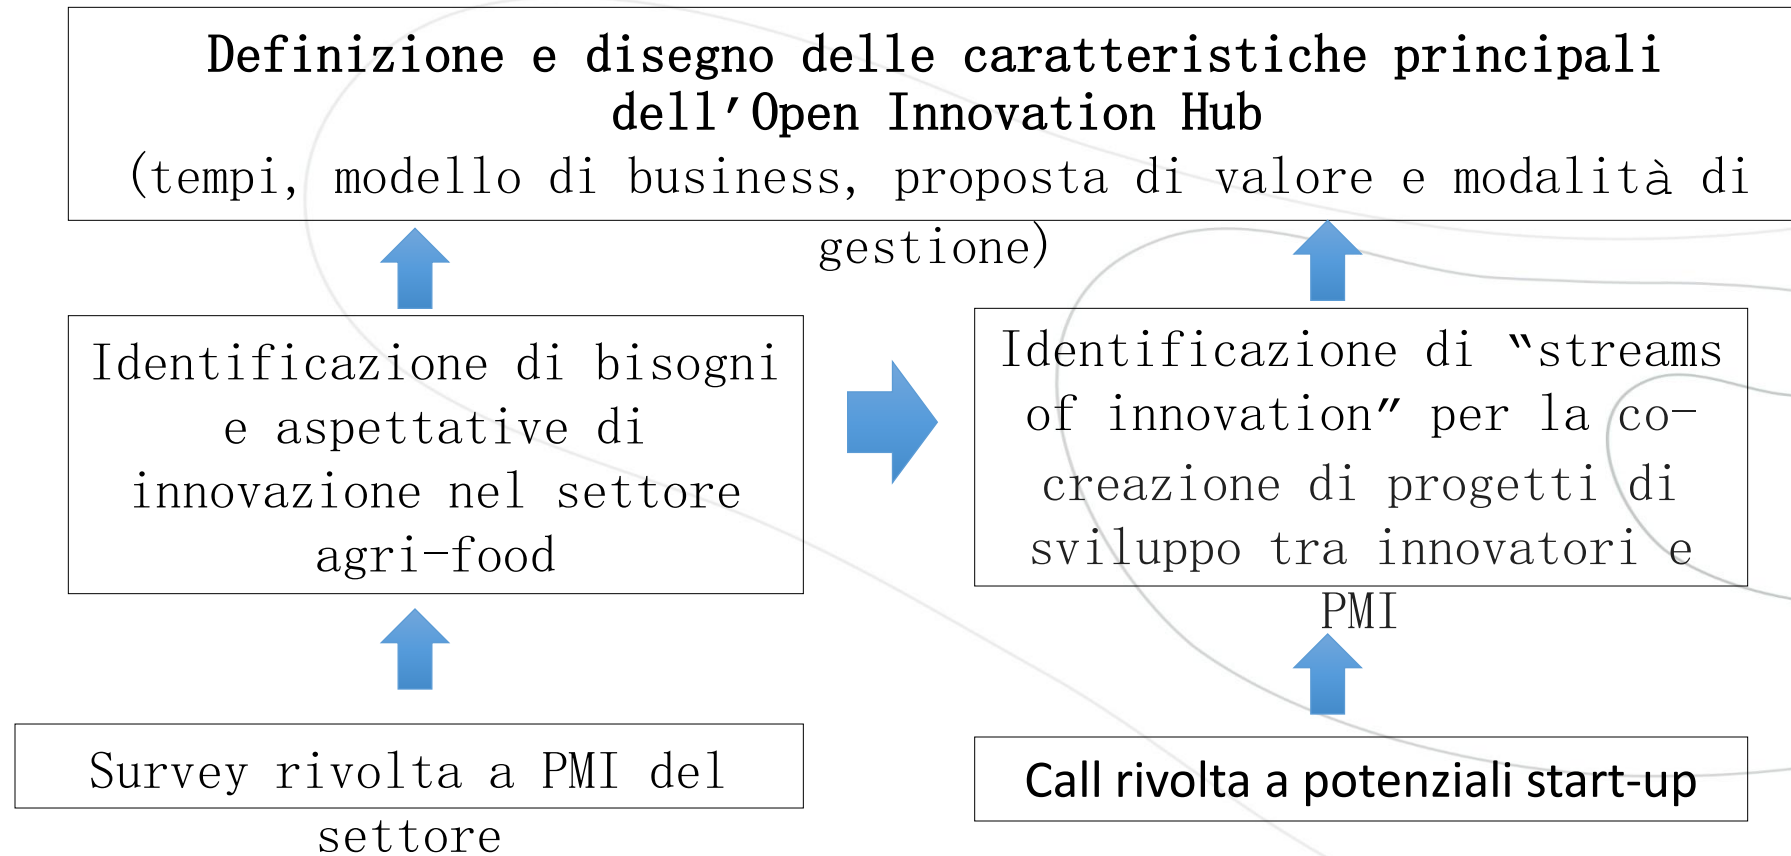 Definizione e disegno delle caratteristiche principali
dell′Open Innovation Hub
(tempi, modello di business, proposta di valore e modalità di
gestione)
Identificazione di bisogni
e aspettative di
innovazione nel settore
agri-food
Identificazione di “streams
of innovation” per la co-
creazione di progetti di
sviluppo tra innovatori e
PMI
Survey rivolta a PMI del
settore
Call rivolta a potenziali start-up